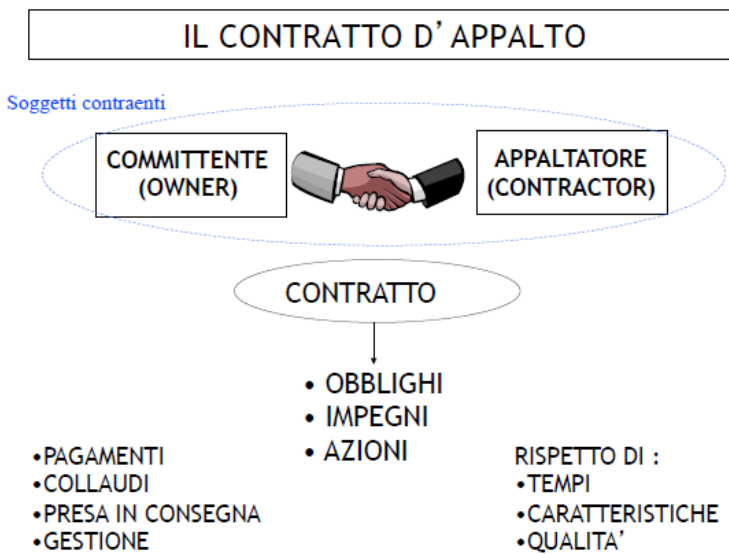 IL CONTRATTO D’ APPALTO
Soggetti contraenti
COMMITTENTE
(OWNER)
APPALTATORE
(CONTRACTOR)
CONTRATTO
• OBBLIGHI
• IMPEGNI
• AZIONI
•PAGAMENTI
•COLLAUDI
•PRESA IN CONSEGNA
•GESTIONE
RISPETTO DI :
•TEMPI
•CARATTERISTICHE
•QUALITA’